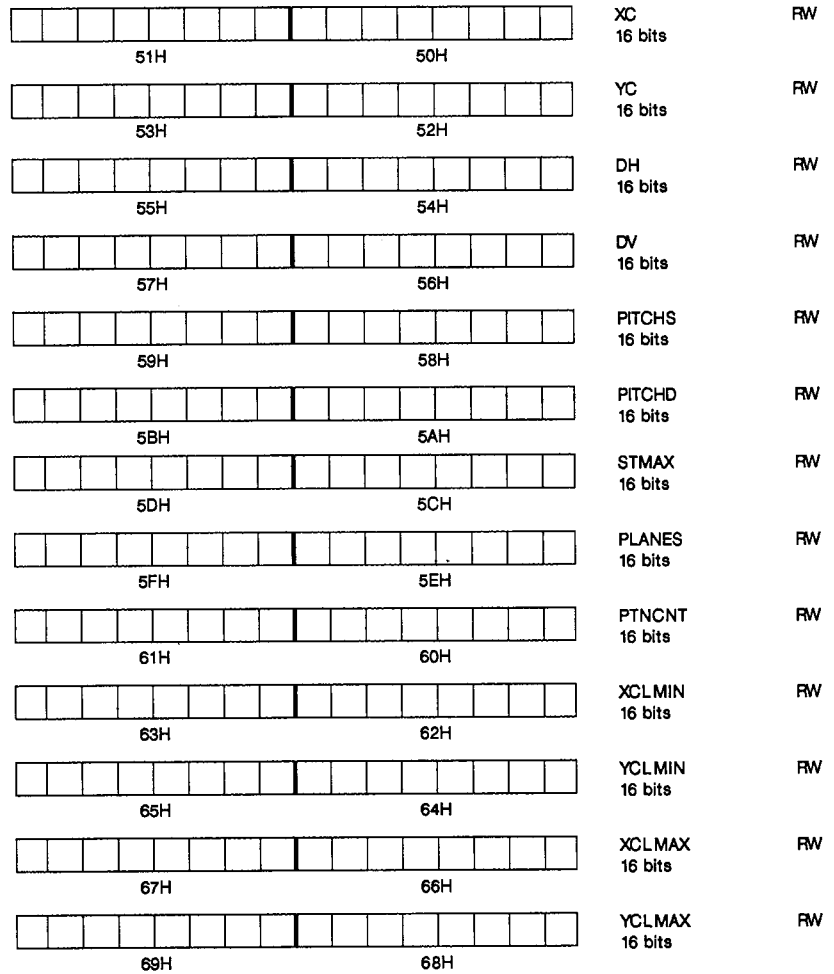 XC RW
16 bits
51H 50H
YC RW
16 bits
53H 52H
DH RW
16 bits
55H 54H
DV RW
16 bits
57H 56H
PITCHS RW
16 bits
59H 58H
PITCHD RW
16 bits
5BH 5AH
STMAX RW
16 bits
5DH 5CH
PLANES RW
16 bits
5FH 5EH
PTNCNT RW
16 bits
61H 60H
XCLMIN RW
16 bits
63H 62H
YCLMIN RW
16 bits
65H 64H
XCLMAX RW
16 bits
67H 66H
YCLMAX RW
16 bits
69H 68H